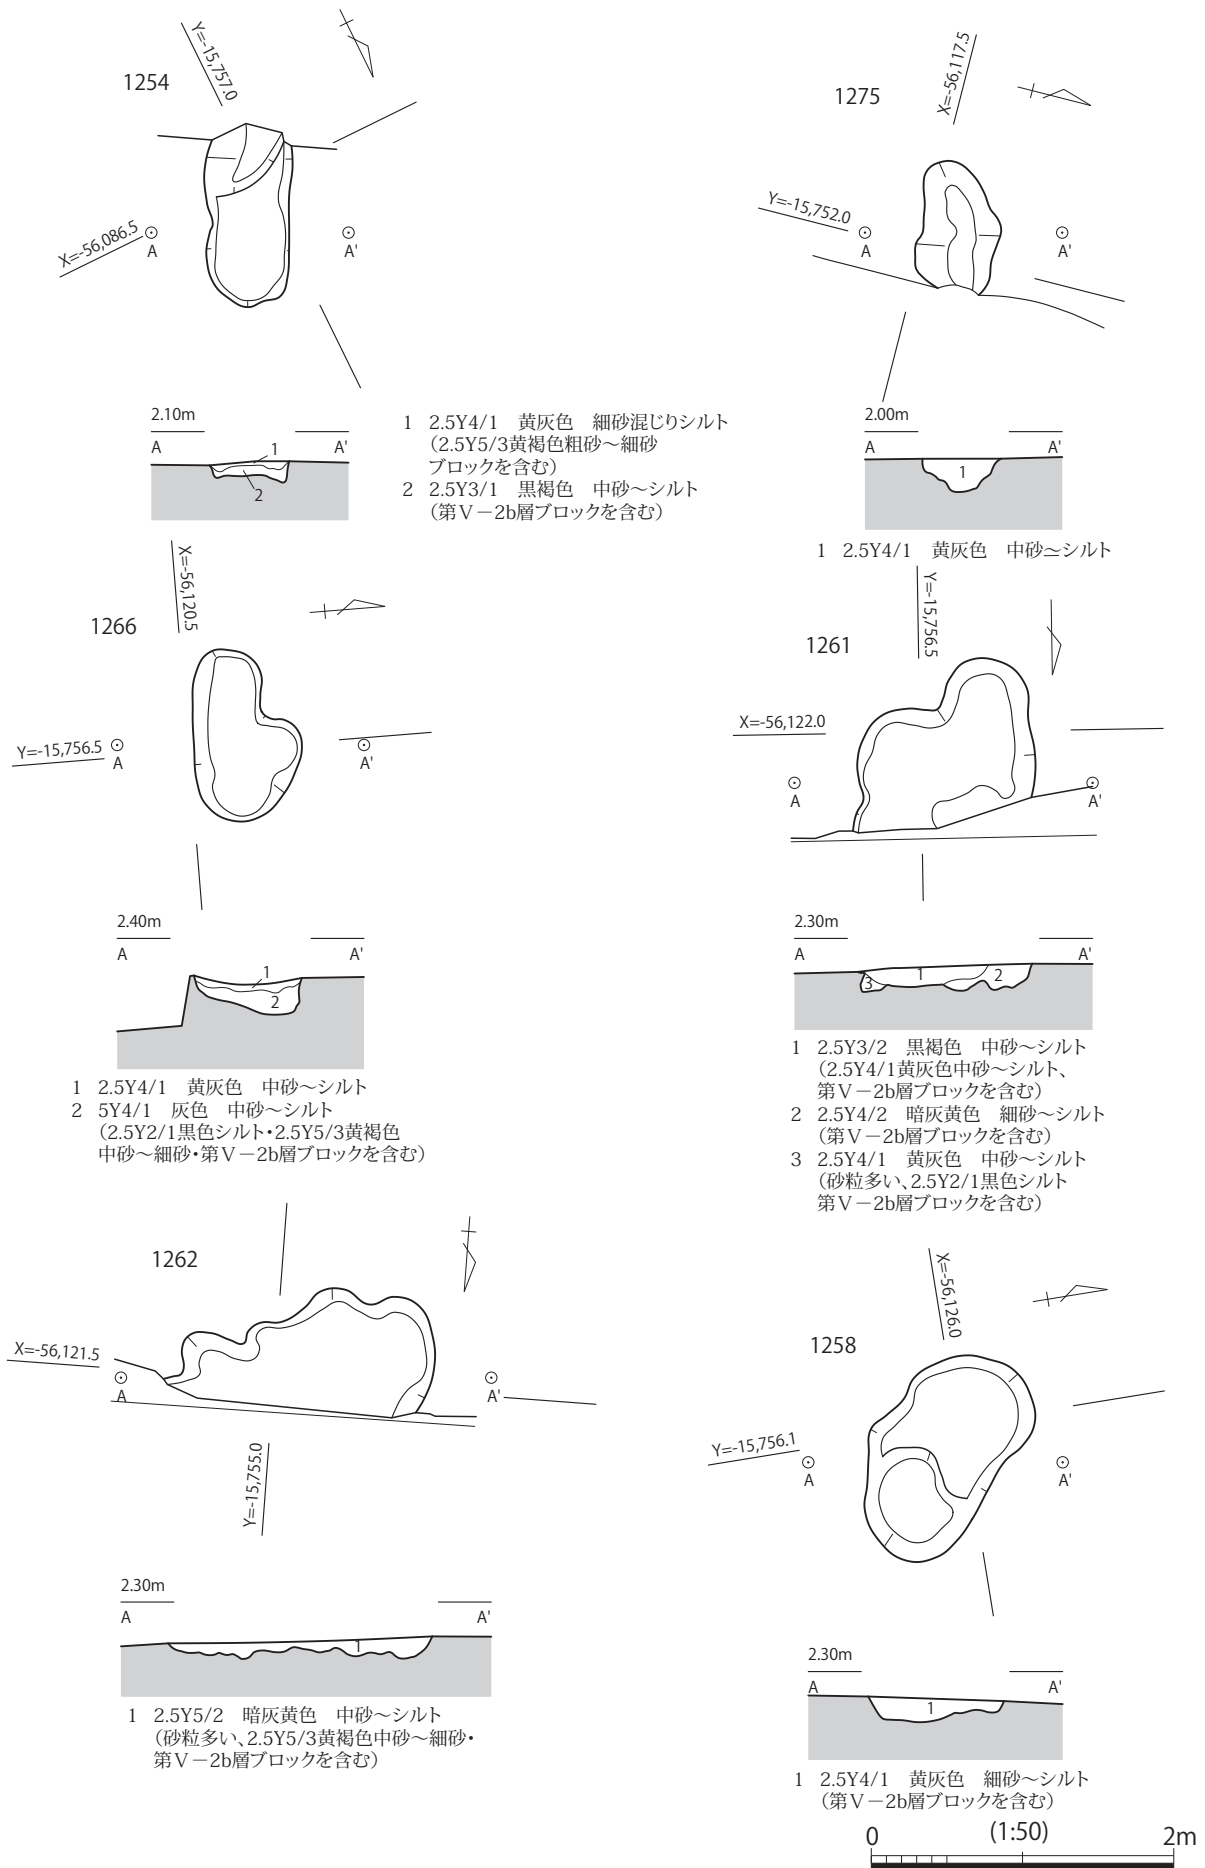 1254
Y=-15,757.0
X=-56,086.5
A
A'
2.10m
A
A'
1
2
1 2.5Y4/1 黄灰色 細砂混じりシルト
(2.5Y5/3黄褐色粗砂～細砂
ブロックを含む)
2 2.5Y3/1 黒褐色 中砂～シルト
(第Ⅴ－2b層ブロックを含む)
1275
X=-56,117.5
Y=-15,752.0
A
A'
2.00m
A
A'
1
1 2.5Y4/1 黄灰色 中砂～シルト
1266
X=-56,120.5
Y=-15,756.5
A
A'
2.40m
A
A'
1
2
1 2.5Y4/1 黄灰色 中砂～シルト
2 5Y4/1 灰色 中砂～シルト
(2.5Y2/1黒色シルト・2.5Y5/3黄褐色
中砂～細砂・第Ⅴ－2b層ブロックを含む)
1261
Y=-15,756.5
X=-56,122.0
A
A'
2.30m
A
A'
1
2
3
1 2.5Y3/2 黒褐色 中砂～シルト
(2.5Y4/1黄灰色中砂～シルト、
第Ⅴ－2b層ブロックを含む)
2 2.5Y4/2 暗灰黄色 細砂～シルト
(第Ⅴ－2b層ブロックを含む)
3 2.5Y4/1 黄灰色 中砂～シルト
(砂粒多い、2.5Y2/1黒色シルト
第Ⅴ－2b層ブロックを含む)
1262
X=-56,121.5
A
A'
Y=-15,755.0
2.30m
A
A'
1
1 2.5Y5/2 暗灰黄色 中砂～シルト
(砂粒多い、2.5Y5/3黄褐色中砂～細砂・
第Ⅴ－2b層ブロックを含む)
1258
X=-56,126.0
Y=-15,756.1
A
A'
2.30m
A
A'
1
1 2.5Y4/1 黄灰色 細砂～シルト
(第Ⅴ－2b層ブロックを含む)
0 (1:50) 2m